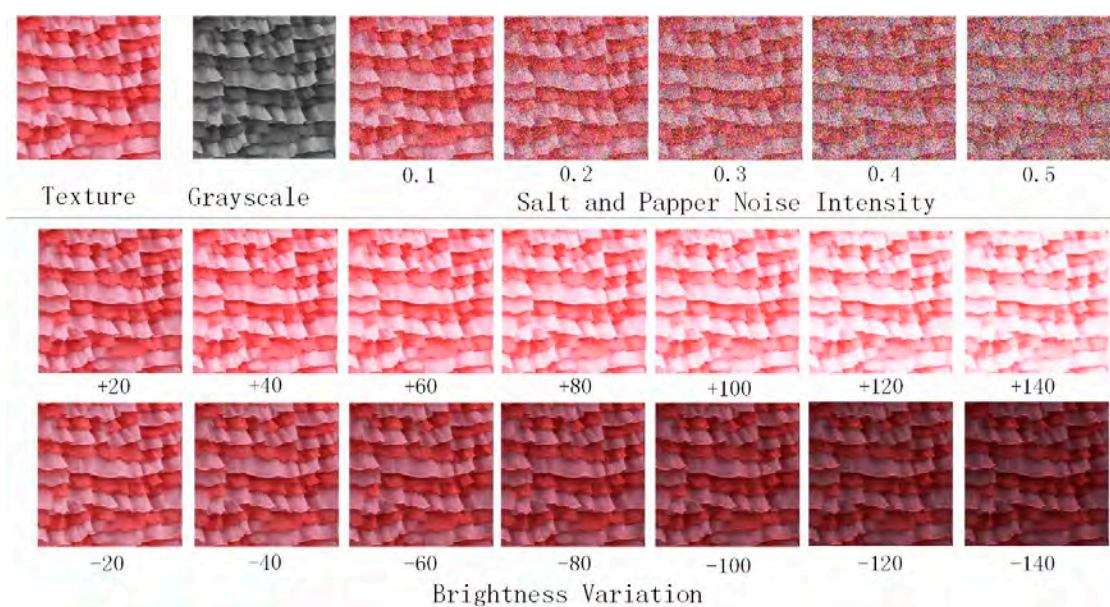 0.1 0.2 0.3 0.4 0.5
Texture Grayscale Salt and Papper Noise Intensity
+20 +40 +60 +80 +100 +120 +140
-20 -40 -60 -80 -100 -120 -140
Brightness Variation